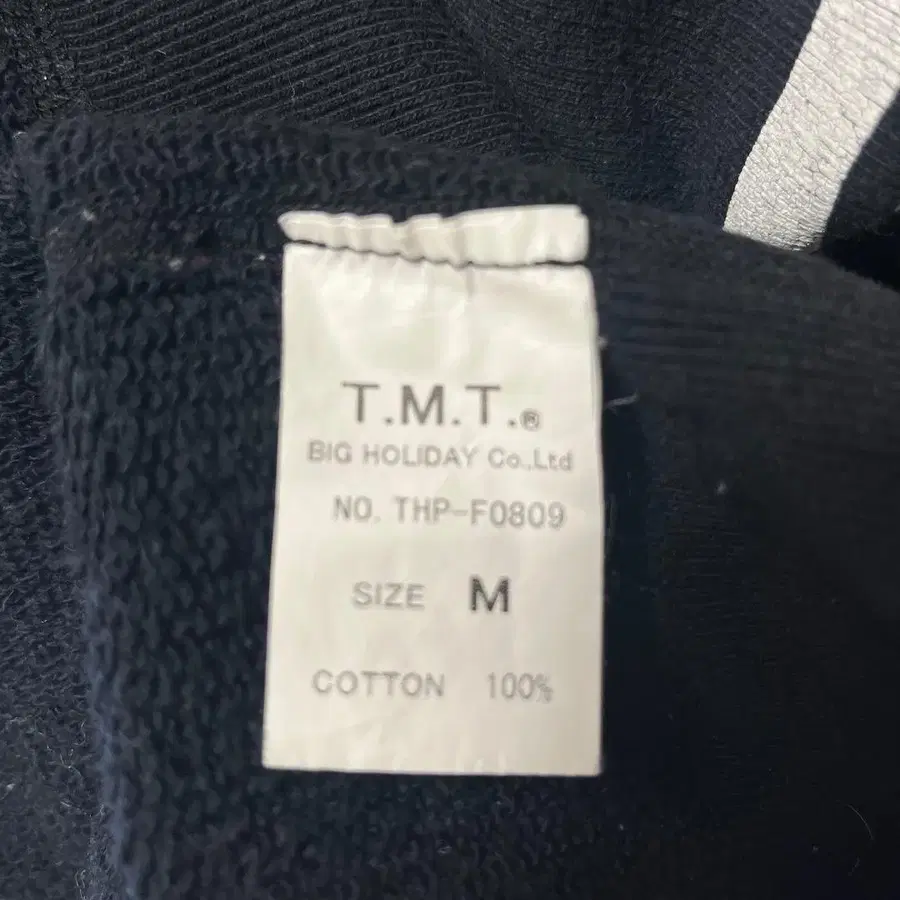 T.M.T.®
BIG HOLIDAY Co.,Ltd
NO. THP-F0809
SIZE M
COTTON 100%